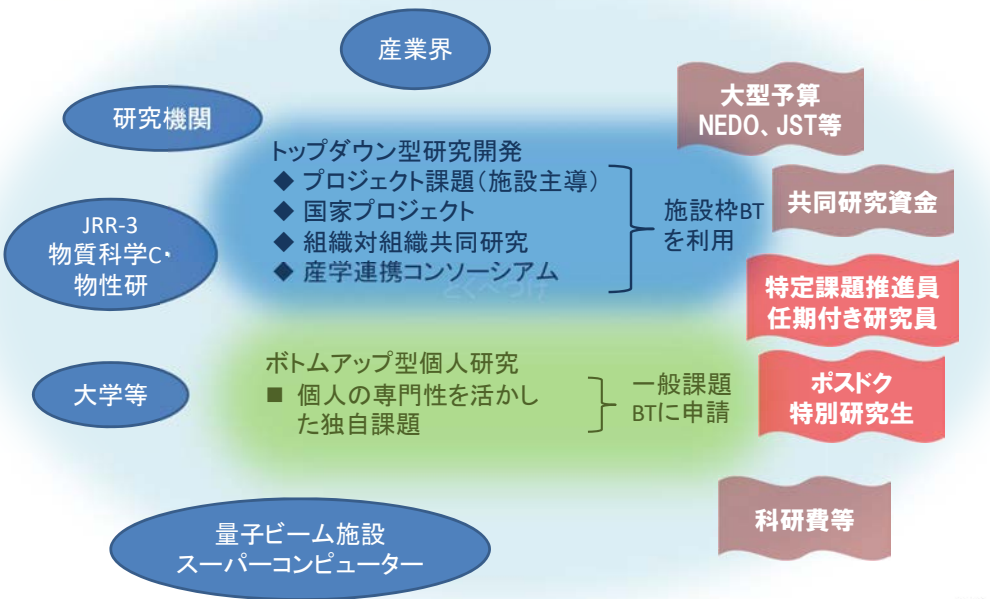 産業界
研究機関
大型予算
NEDO、JST等
トップダウン型研究開発
◆ プロジェクト課題(施設主導)
◆ 国家プロジェクト
◆ 組織対組織共同研究
◆ 産学連携コンソーシアム
施設枠BT
を利用
共同研究資金
JRR-3
物質科学C・
物性研
とくべつけ
特定課題推進員
任期付き研究員
ボトムアップ型個人研究
■ 個人の専門性を活かし
た独自課題
一般課題
BTに申請
ポスドク
特別研究生
大学等
科研費等
量子ビーム施設
スーパーコンピューター